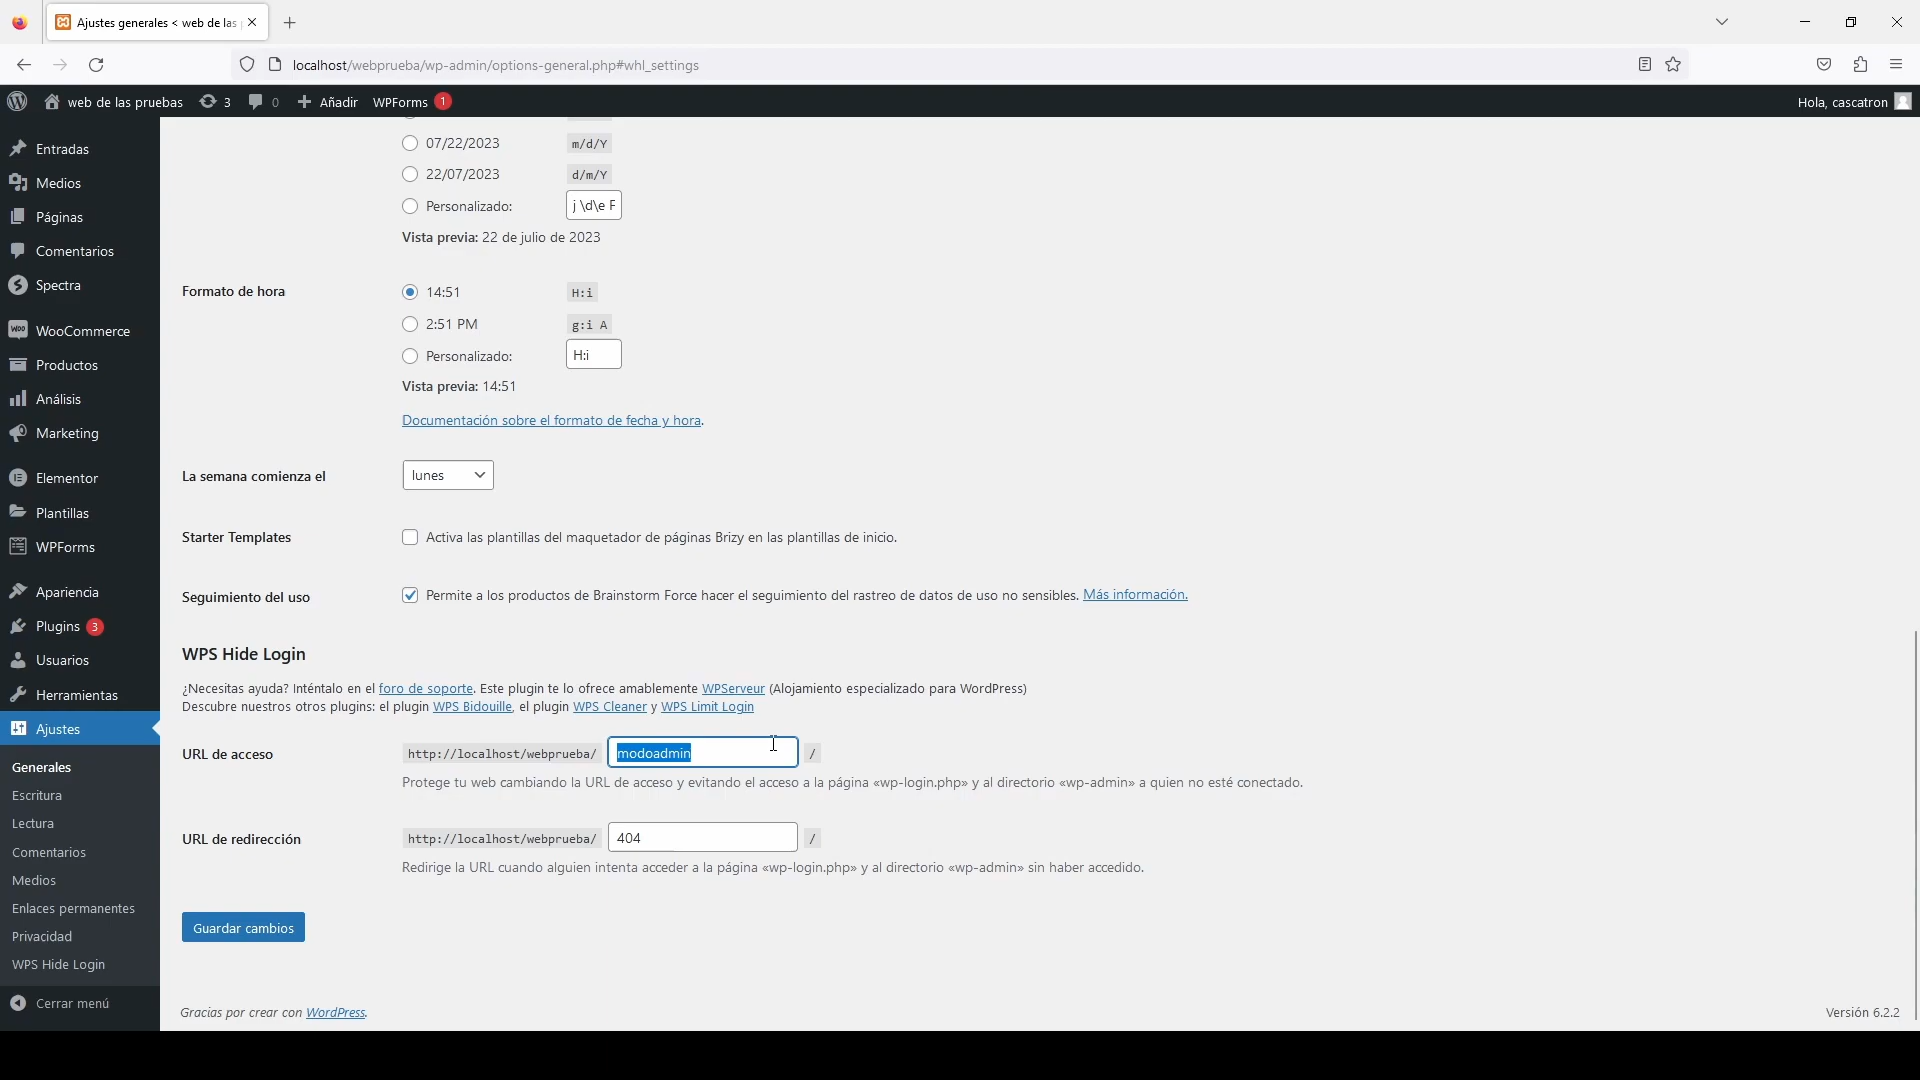 Ajustes generales < web de las
localhost/webprueba/wp-admin/options-general.php#whl_settings
web de las pruebas 3 0 Añadir WPForms 1 Hola, cascatron
Entradas
Medios
Páginas
Comentarios
Spectra
WooCommerce
Productos
Análisis
Marketing
Elementor
Plantillas
WPForms
Apariencia
Plugins 3
Usuarios
Herramientas
Ajustes
Generales
Escritura
Lectura
Comentarios
Medios
Enlaces permanentes
Privacidad
WPS Hide Login
Cerrar menú
07/22/2023 m/d/Y
22/07/2023 d/m/Y
Personalizado: j \d\e F
Vista previa: 22 de julio de 2023
Formato de hora
14:51 H:i
2:51 PM g:i A
Personalizado: H:i
Vista previa: 14:51
Documentación sobre el formato de fecha y hora.
La semana comienza el lunes
Starter Templates Activa las plantillas del maquetador de páginas Brizy en las plantillas de inicio.
Seguimiento del uso Permite a los productos de Brainstorm Force hacer el seguimiento del rastreo de datos de uso no sensibles. Más información.
WPS Hide Login
¿Necesitas ayuda? Inténtalo en el foro de soporte. Este plugin te lo ofrece amablemente WPServeur (Alojamiento especializado para WordPress)
Descubre nuestros otros plugins: el plugin WPS Bidouille, el plugin WPS Cleaner y WPS Limit Login
URL de acceso http://localhost/webprueba/ modoadmin /
Protege tu web cambiando la URL de acceso y evitando el acceso a la página «wp-login.php» y al directorio «wp-admin» a quien no esté conectado.
URL de redirección http://localhost/webprueba/ 404 /
Redirige la URL cuando alguien intenta acceder a la página «wp-login.php» y al directorio «wp-admin» sin haber accedido.
Guardar cambios
Gracias por crear con WordPress.
Versión 6.2.2